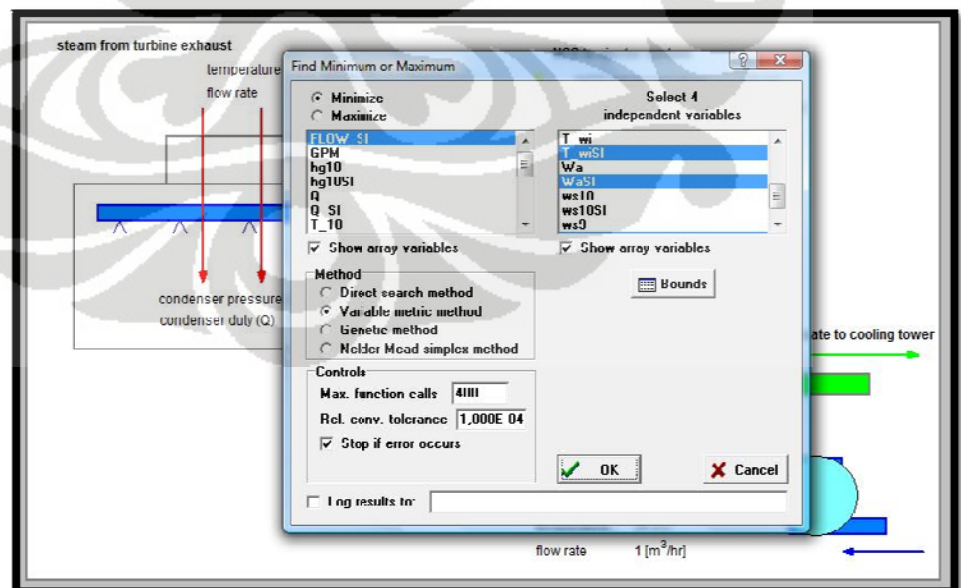 steam from turbine exhaust
temperature
flow rate
Find Minimum or Maximum
Minimize
Maximize
Select 4
independent variables
FLOW_SI
GPM
hg10
hg10SI
Q
Q_SI
T_10
T_wi
T_wiSI
Wa
WaSI
ws10
ws10SI
ws9
Show array variables
Show array variables
Method
Direct search method
Variable metric method
Genetic method
Nelder Mead simplex method
Bounds
condenser pressure
condenser duty (Q)
ate to cooling tower
Controls
Max. function calls
Rel. conv. tolerance 1,000E-04
Stop if error occurs
OK
Cancel
Log results to:
flow rate 1 [m³/hr]